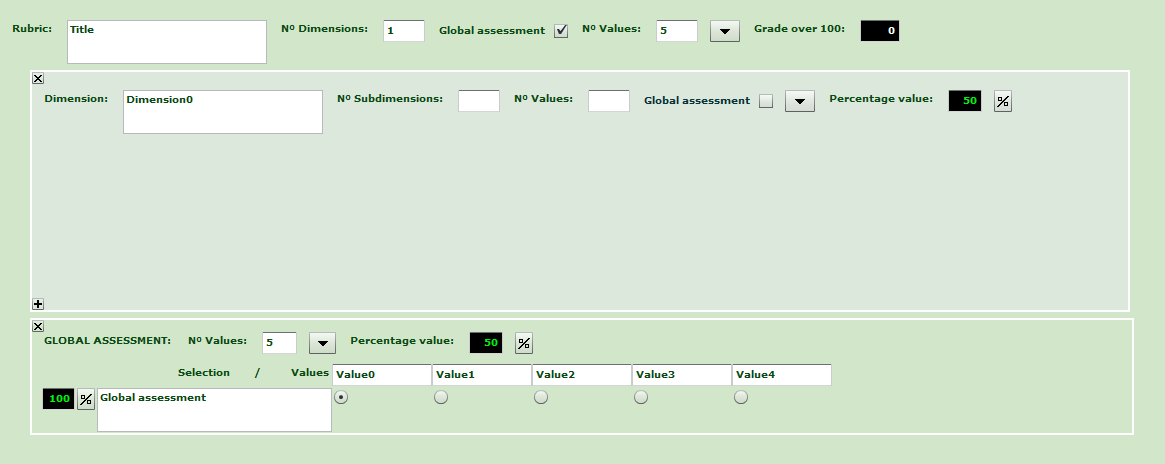 Rubric: Title Nº Dimensions: 1 Global assessment Nº Values: 5 Grade over 100: 0
Dimension: Dimension0 Nº Subdimensions: Nº Values: Global assessment Percentage value: 50 %
GLOBAL ASSESSMENT: Nº Values: 5 Percentage value: 50 %
Selection / Values Value0 Value1 Value2 Value3 Value4
100 % Global assessment